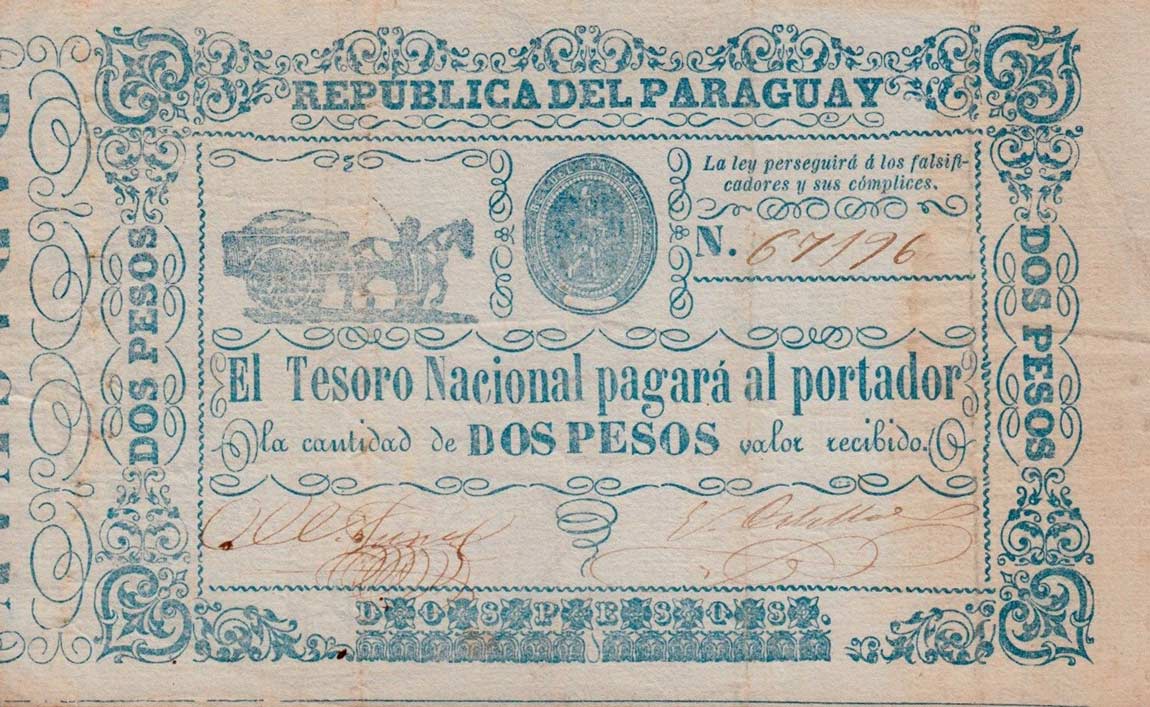 REPÚBLICA DEL PARAGUAY
La ley perseguirá á los falsifi-
cadores y sus cómplices.
N. 67196
DOS PESOS
DOS PESOS
El Tesoro Nacional pagará al portador
la cantidad de DOS PESOS valor recibido.
DOS PESOS